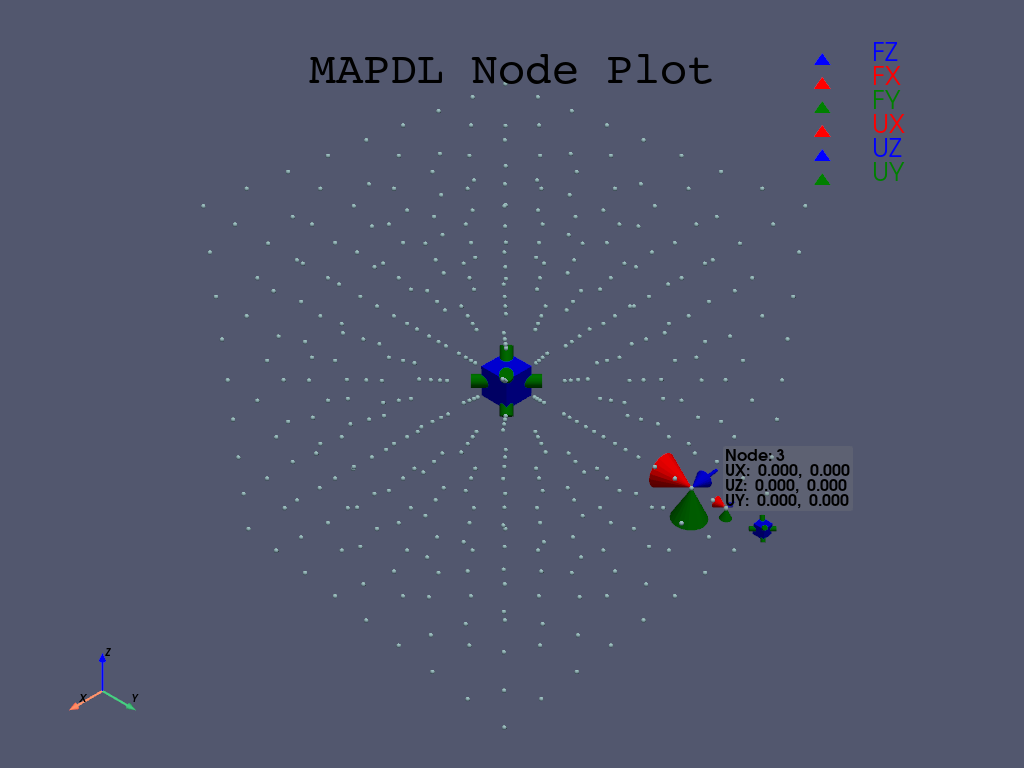 MAPDL Node Plot
FZ
FX
FY
UX
UZ
UY
Node: 3
UX: 0.000, 0.000
UZ: 0.000, 0.000
UY: 0.000, 0.000
Z
X
Y